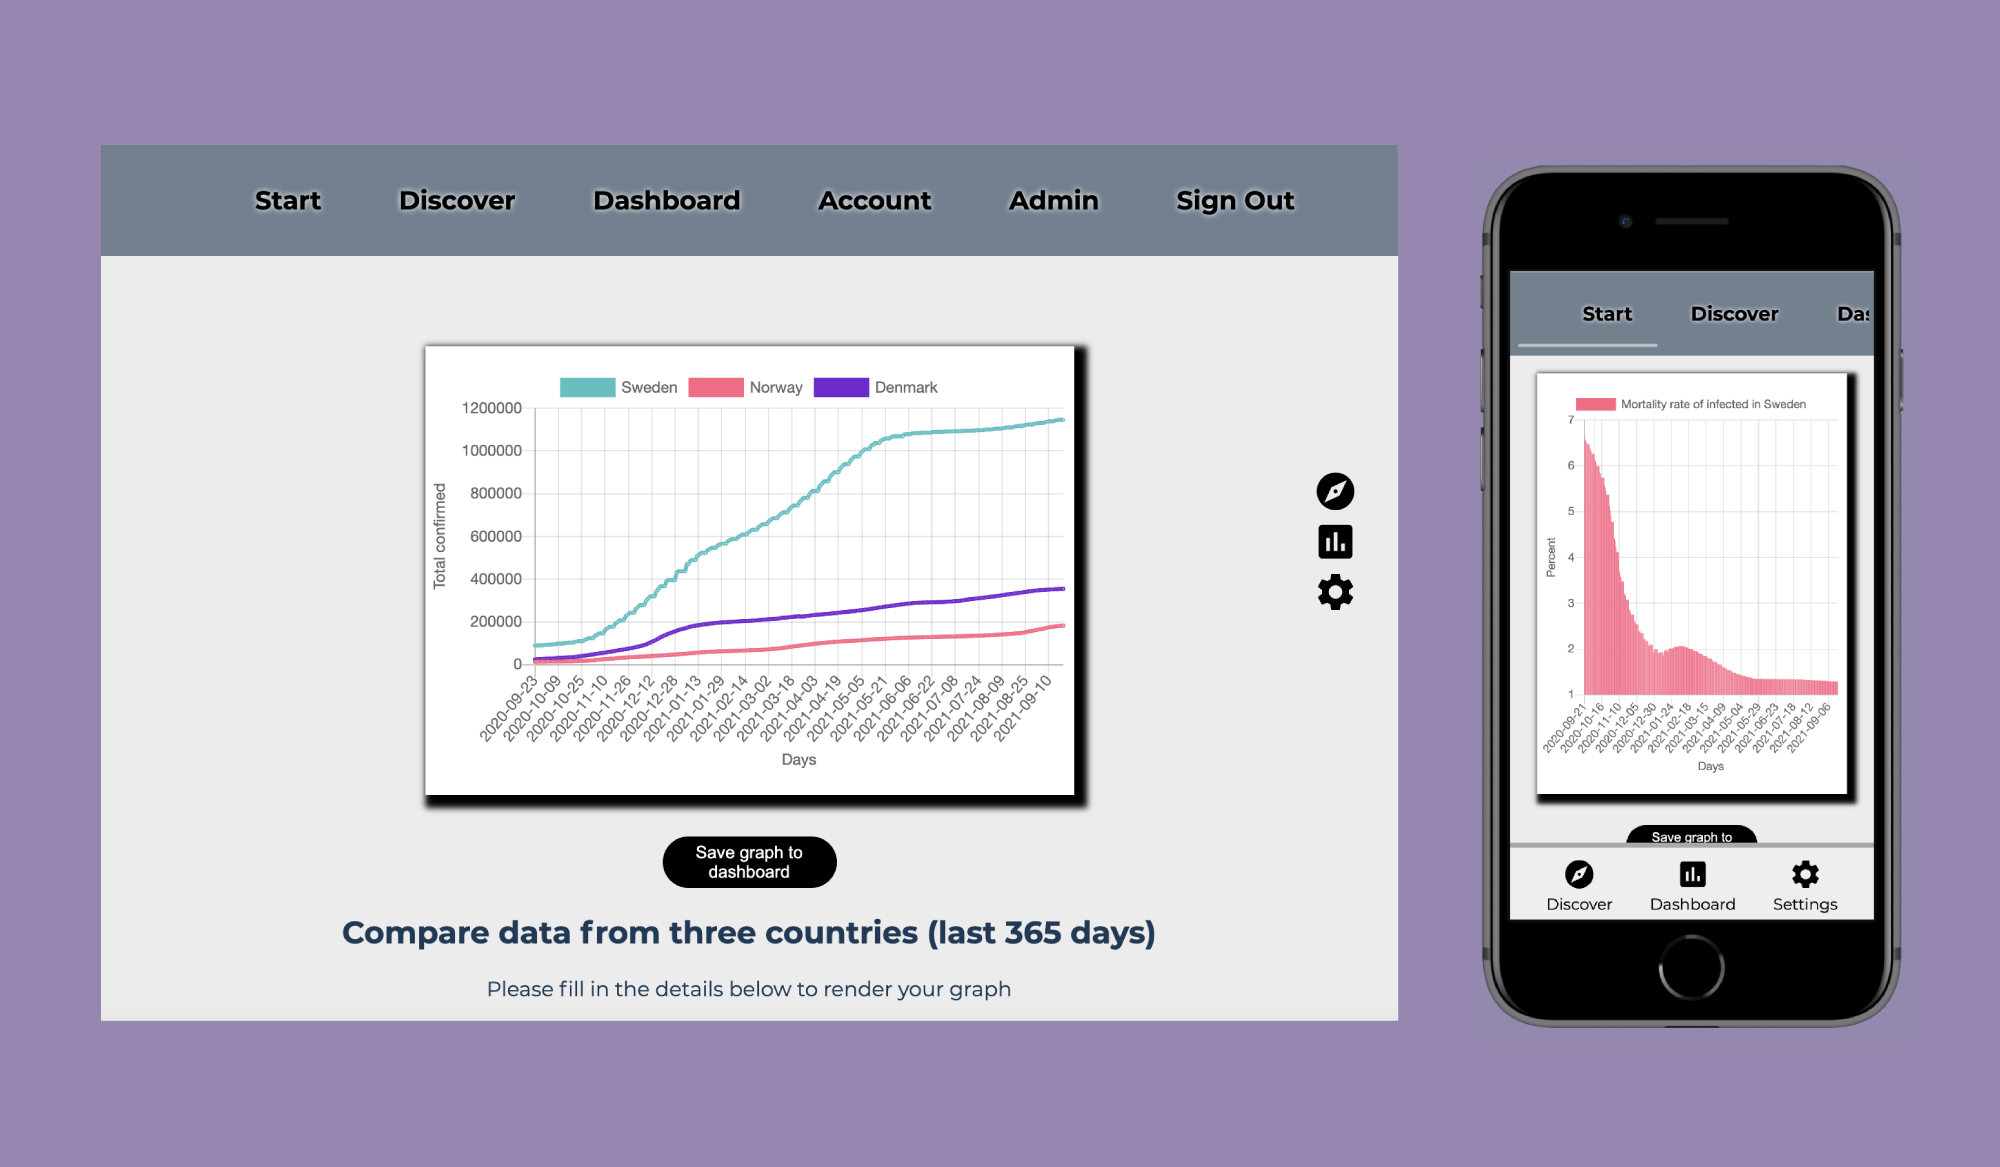 Start Discover Dashboard Account Admin Sign Out
Sweden Norway Denmark
1200000
1000000
800000
600000
400000
200000
0
Total confirmed
2020-09-23 2020-10-09 2020-10-25 2020-11-10 2020-11-26 2020-12-12 2020-12-28 2021-01-13 2021-01-29 2021-02-14 2021-03-02 2021-03-18 2021-04-03 2021-04-19 2021-05-05 2021-05-21 2021-06-06 2021-06-22 2021-07-08 2021-07-24 2021-08-09 2021-08-25 2021-09-10
Days
Save graph to
dashboard
Compare data from three countries (last 365 days)
Please fill in the details below to render your graph
Start Discover Das
Mortality rate of infected in Sweden
7
6
5
4
3
2
1
Percent
2020-09-21 2020-10-16 2020-11-10 2020-12-05 2020-12-30 2021-01-24 2021-02-18 2021-03-15 2021-04-09 2021-05-04 2021-05-29 2021-06-23 2021-07-18 2021-08-12 2021-09-06
Days
Save graph to
Discover Dashboard Settings